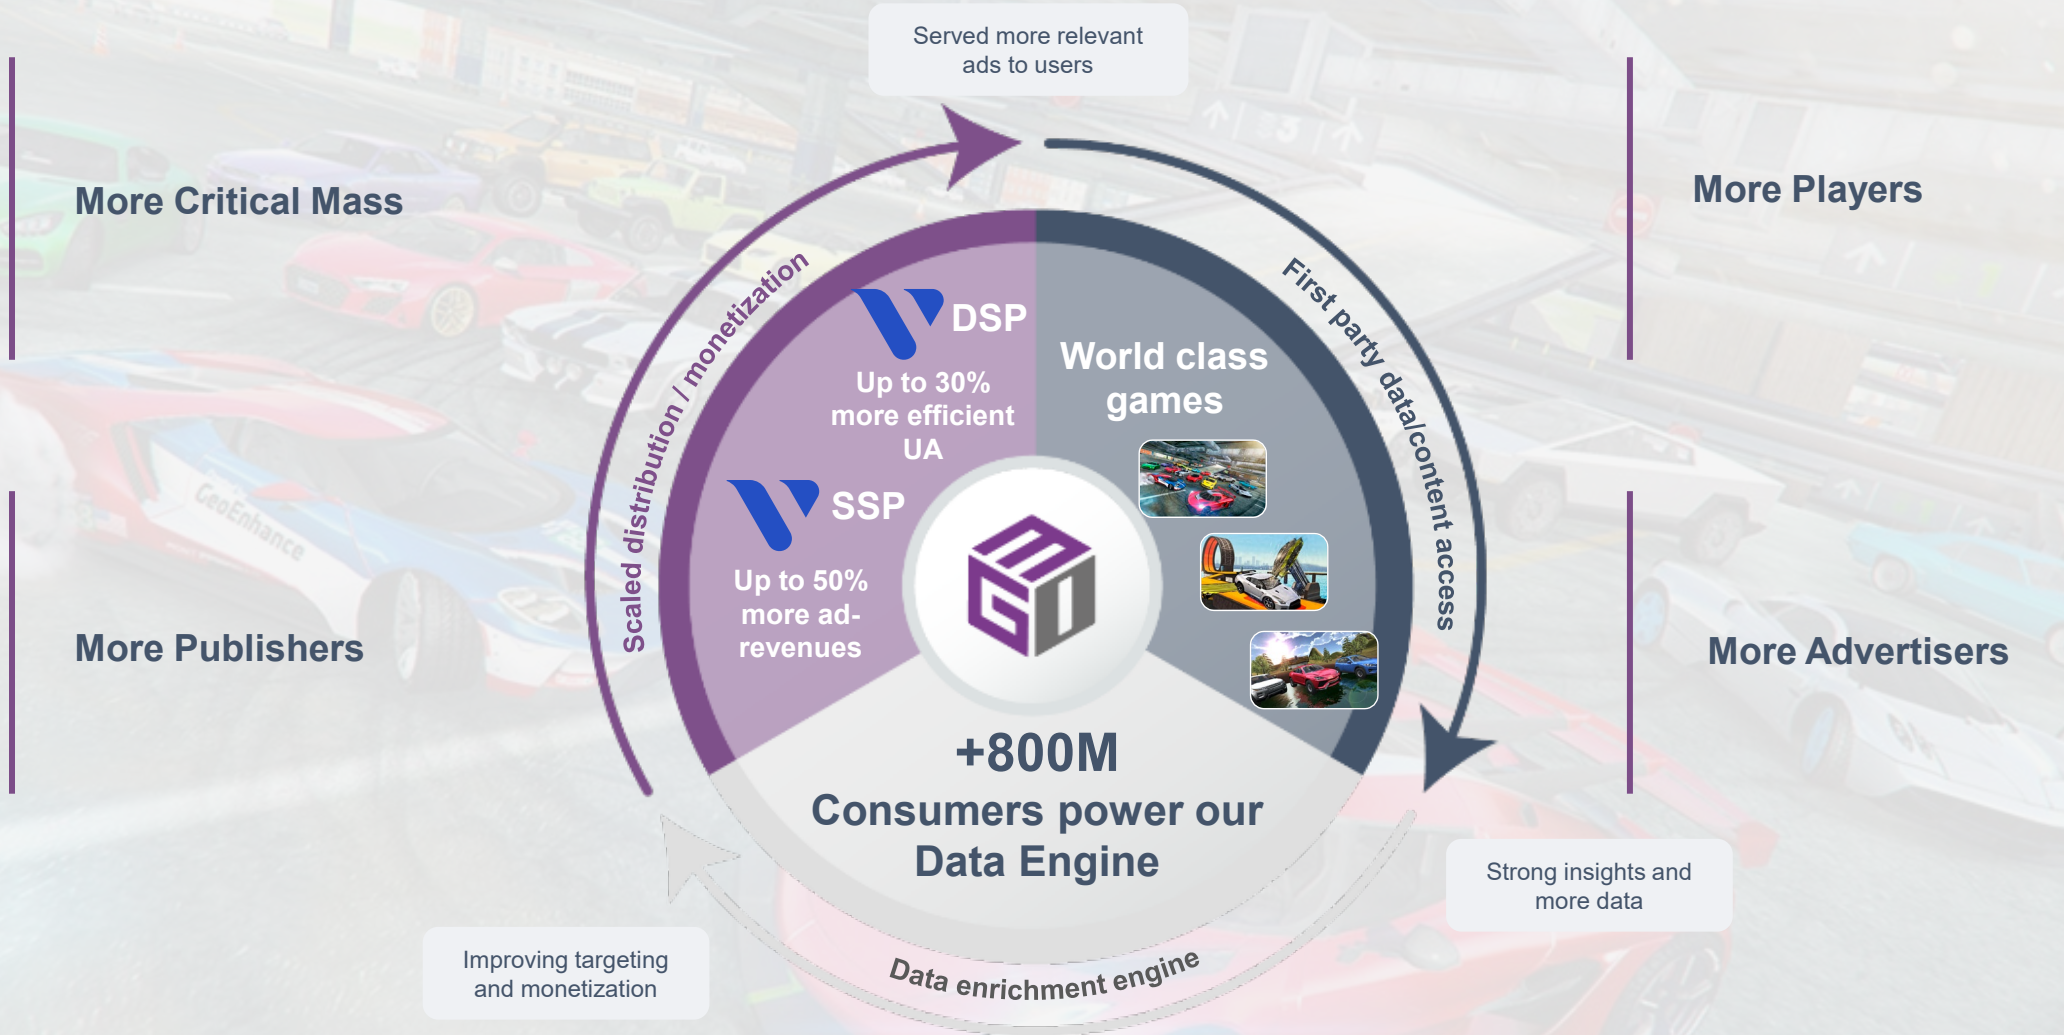 Served more relevant
ads to users
More Critical Mass
More Players
Scaled distribution / monetization
First party data/content access
DSP
Up to 30%
more efficient
UA
World class
games
SSP
Up to 50%
more ad-
revenues
GeoEnhance
More Publishers
More Advertisers
+800M
Consumers power our
Data Engine
Strong insights and
more data
Improving targeting
and monetization
Data enrichment engine